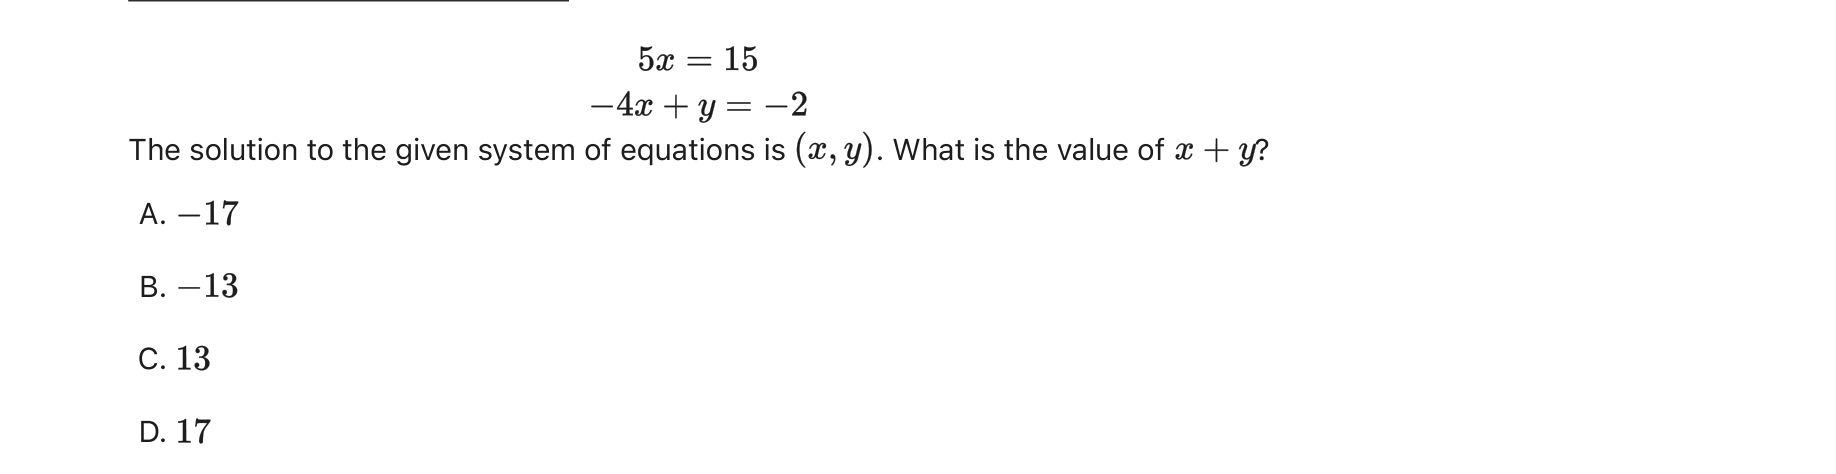 5x = 15
−4x + y = −2
The solution to the given system of equations is (x, y). What is the value of x + y?
A. −17
B. −13
C. 13
D. 17